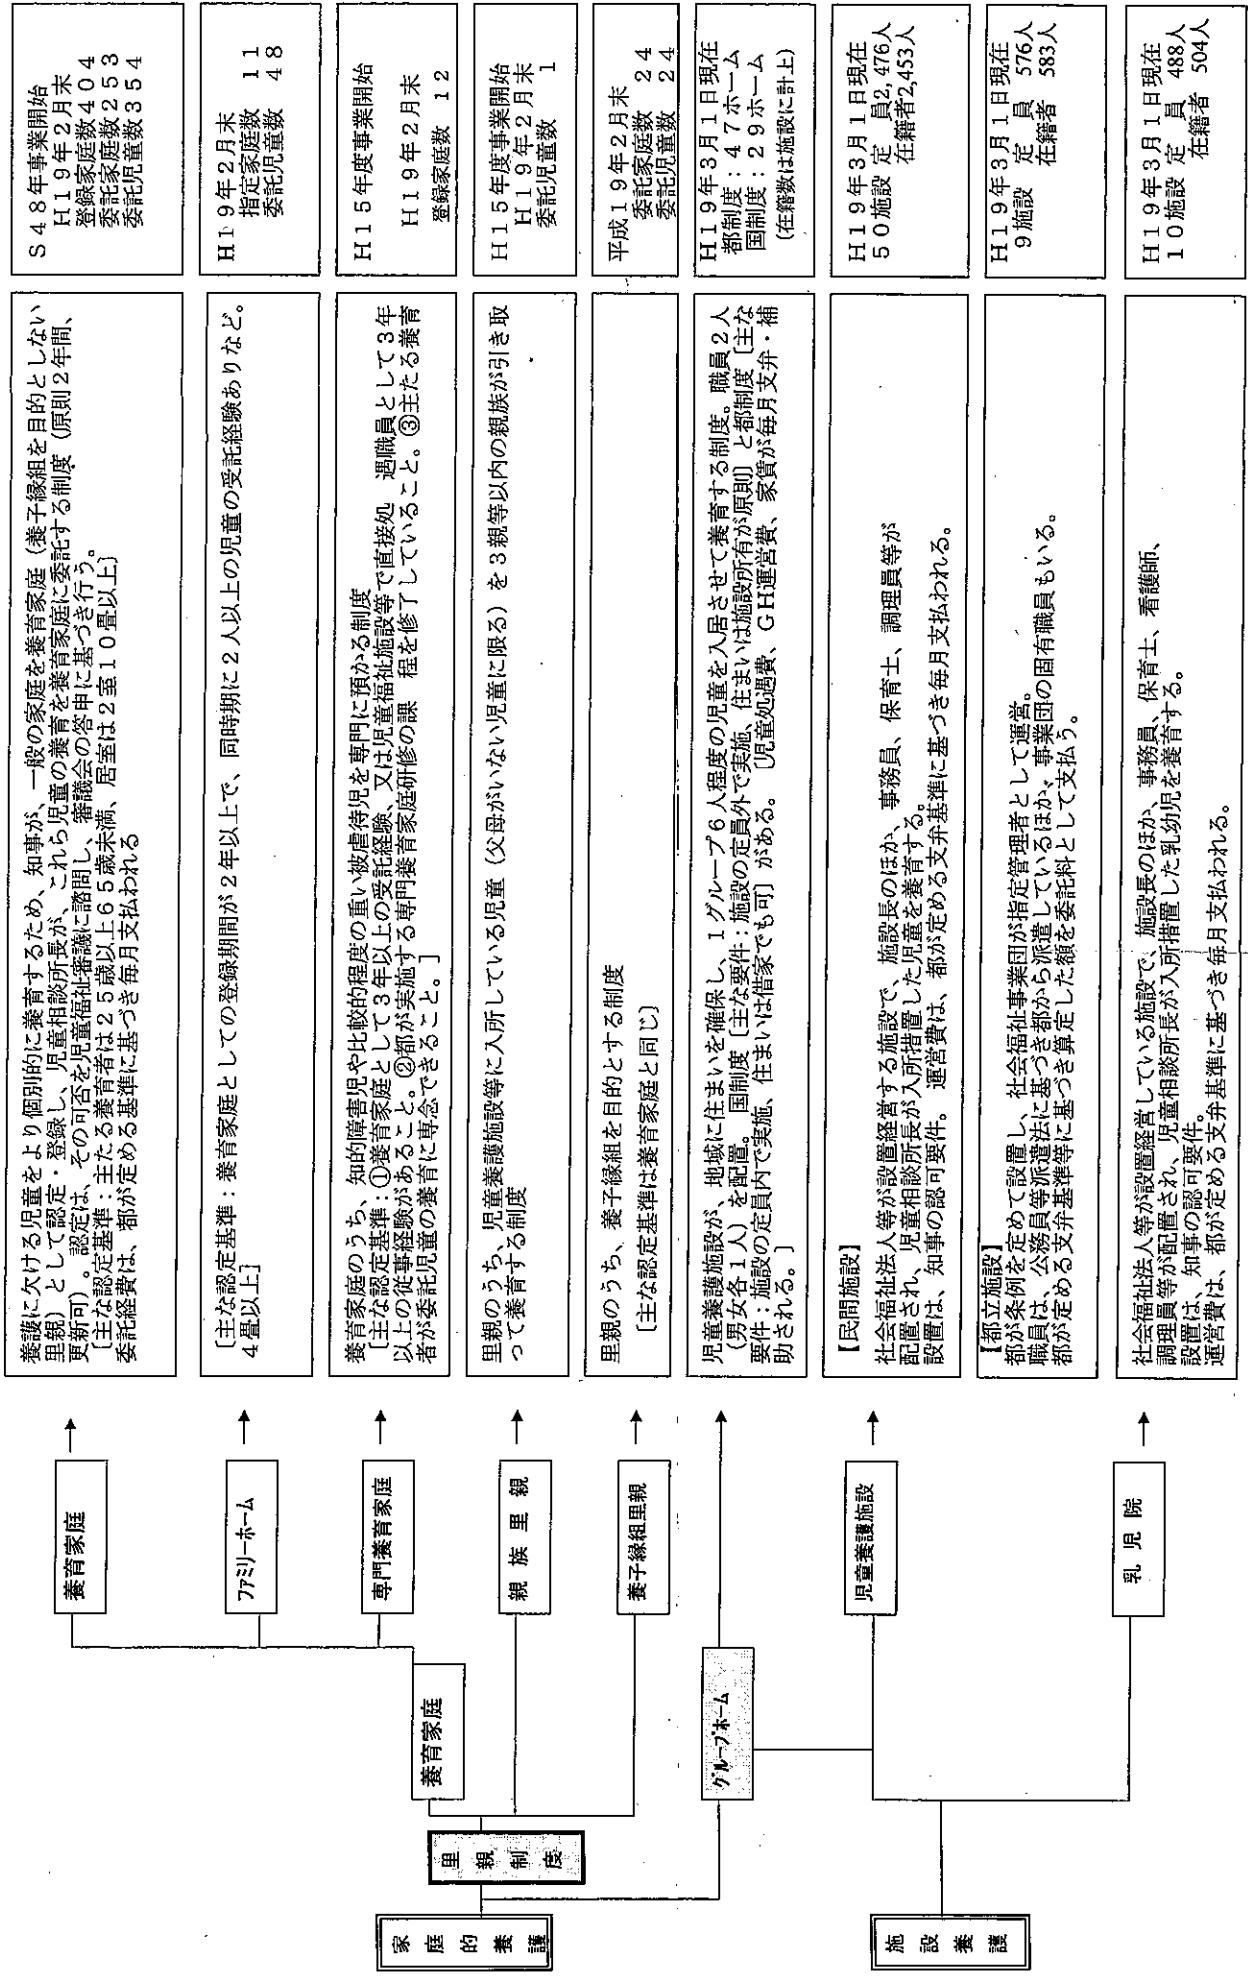 家庭的養護
里親制度
養育家庭
養育家庭
養護に欠ける児童をより個別的に養育するため、知事が、一般の家庭を養育家庭（養子縁組を目的としない
里親）として認定・登録し、児童相談所長が、これら児童の養育を養育家庭に委託する制度（原則２年間、
更新可）。認定は、その可否を児童福祉審議に諮問し、審議会の答申に基づき行う。
［主な認定基準：主たる養育者は２５歳以上６５歳未満、居室は２室１０畳以上］
委託経費は、都が定める基準に基づき毎月支払われる
Ｓ４８年事業開始
Ｈ１９年２月末
登録家庭数４０４
委託家庭数２５３
委託児童数３５４
ファミリーホーム
［主な認定基準：養育家庭としての登録期間が２年以上で、同時期に２人以上の児童の受託経験ありなど。
４畳以上］
Ｈ１９年２月末
指定家庭数　１１
委託児童数　４８
専門養育家庭
養育家庭のうち、知的障害児や比較的程度の重い被虐待児を専門に預かる制度
［主な認定基準：①養育家庭として３年以上の受託経験、又は児童福祉施設等で直接処　遇職員として３年
以上の従事経験があること。②都が実施する専門養育家庭研修の課　程を修了していること。③主たる養育
者が委託児童の養育に専念できること。］
Ｈ１５年度事業開始
Ｈ１９年２月末
登録家庭数　１２
親族里親
里親のうち、児童養護施設等に入所している児童（父母がいない児童に限る）を３親等以内の親族が引き取
って養育する制度
Ｈ１５年度事業開始
Ｈ１９年２月末
委託児童数　１
養子縁組里親
里親のうち、養子縁組を目的とする制度
［主な認定基準は養育家庭と同じ］
平成１９年２月末
委託家庭数　２４
委託児童数　２４
グループホーム
児童養護施設が、地域に住まいを確保し、１グループ６人程度の児童を入居させて養育する制度。職員２人
（男女各１人）を配置。　国制度［主な要件：施設の定員外で実施、住まいは施設所有が原則］と都制度［主な
要件：施設の定員内で実施、住まいは借家でも可］がある。　［児童処遇費、ＧＨ運営費、家賃が毎月支弁・補
助される。］
Ｈ１９年３月１日現在
都制度：４７ホーム
国制度：２９ホーム
（在籍数は施設に計上）
施設養護
児童養護施設
【民間施設】
社会福祉法人等が設置経営する施設で、施設長のほか、事務員、保育士、調理員等が
配置され、児童相談所長が入所措置した児童を養育する。
設置は、知事の認可要件。　運営費は、都が定める支弁基準に基づき毎月支払われる。
Ｈ１９年３月１日現在
５０施設　定　員2,476人
在籍者2,453人
【都立施設】
都が条例を定めて設置し、社会福祉事業団が指定管理者として運営。
職員は、公務員等派遣法に基づき都から派遣しているほか、事業団の固有職員もいる。
都が定める支弁基準等に基づき算定した額を委託料として支払う。
Ｈ１９年３月１日現在
９施設　定　員　576人
在籍者　583人
乳児院
社会福祉法人等が設置経営している施設で、施設長のほか、事務員、保育士、看護師、
調理員等が配置され、児童相談所長が入所措置した乳幼児を養育する。
設置は、知事の認可要件。
運営費は、都が定める支弁基準に基づき毎月支払われる。
Ｈ１９年３月１日現在
１０施設　定　員　488人
在籍者　504人